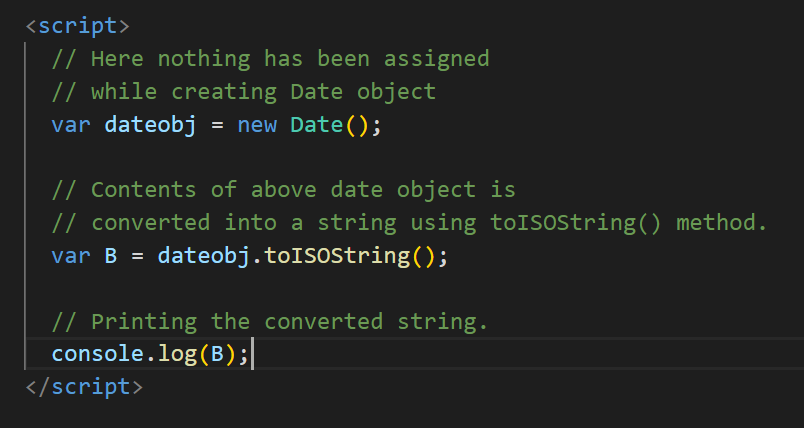 <script>
// Here nothing has been assigned
// while creating Date object
var dateobj = new Date();
// Contents of above date object is
// converted into a string using toISOString() method.
var B = dateobj.toISOString();
// Printing the converted string.
console.log(B);
</script>